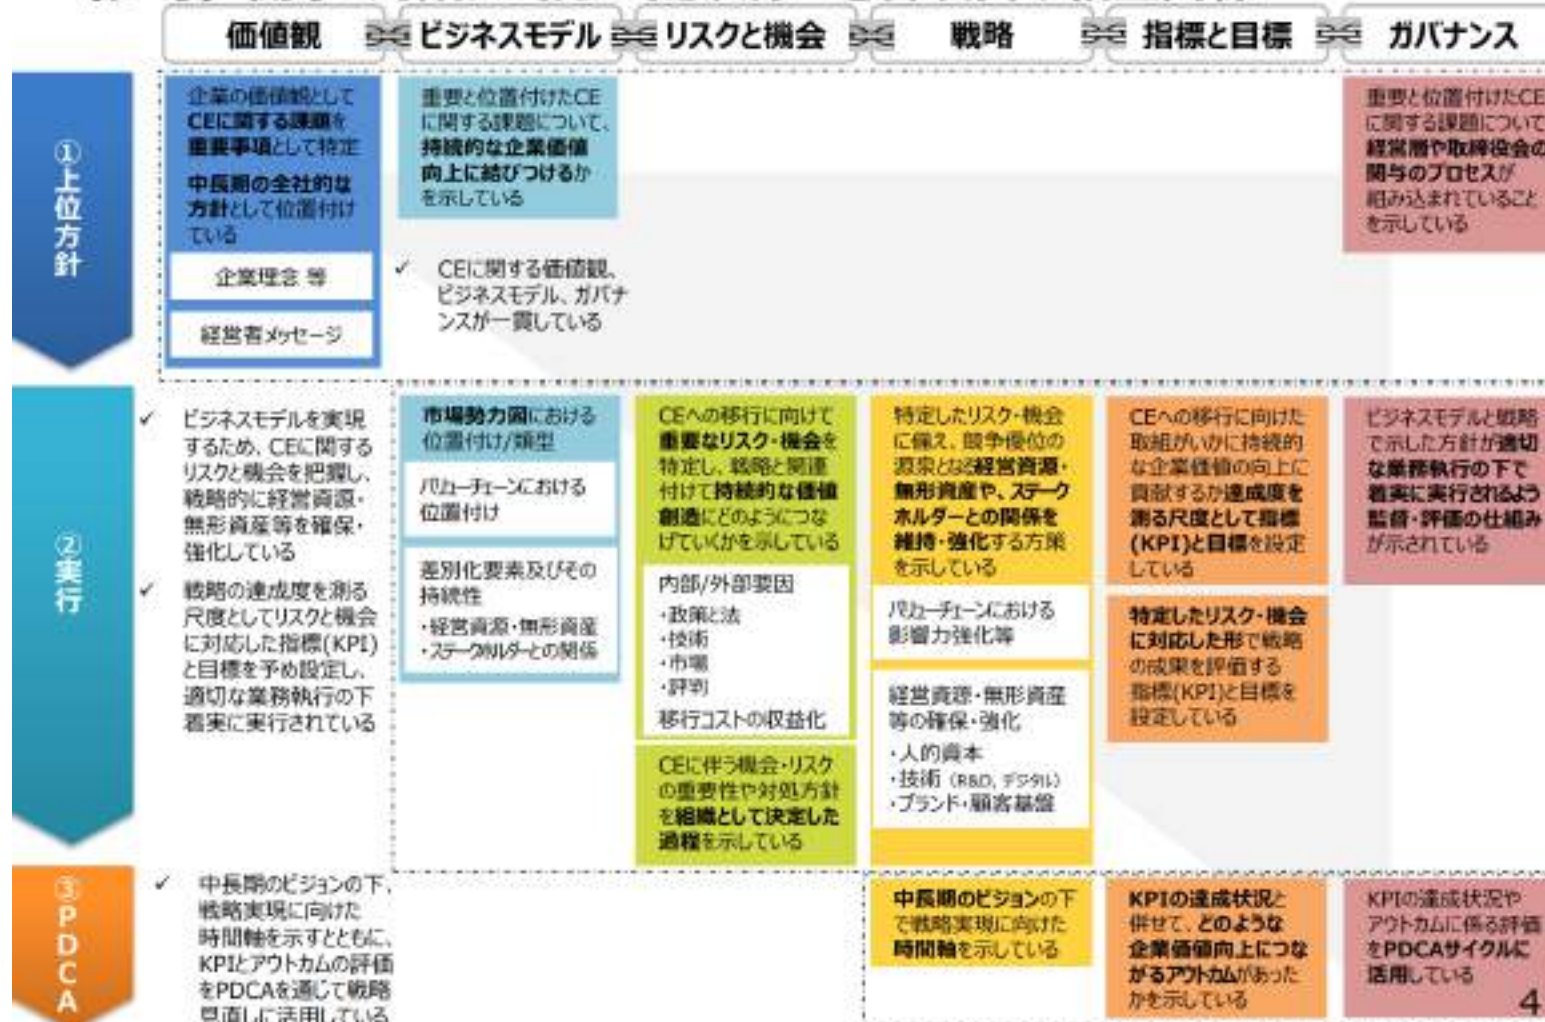 価値観
ビジネスモデル
リスクと機会
戦略
指標と目標
ガバナンス
①上位方針
企業の価値観として
CEに関する課題を
重要事項として特定
中長期の全社的な
方針として位置付け
ている
企業理念 等
経営者メッセージ
重要と位置付けたCE
に関する課題について、
持続的な企業価値
向上に結びつけるか
を示している
✓ CEに関する価値観、
ビジネスモデル、ガバナ
ンスが一貫している
重要と位置付けたCE
に関する課題について
経営層や取締役会の
関与のプロセスが
組み込まれていること
を示している
②実行
✓ ビジネスモデルを実現
するため、CEに関する
リスクと機会を把握し、
戦略的に経営資源・
無形資産等を確保・
強化している
✓ 戦略の達成度を測る
尺度としてリスクと機会
に対応した指標(KPI)
と目標を予め設定し、
適切な業務執行の下
着実に実行されている
市場勢力図における
位置付け/類型
バリューチェーンにおける
位置付け
差別化要素及びその
持続性
・経営資源・無形資産
・ステークホルダーとの関係
CEへの移行に向けて
重要なリスク・機会を
特定し、戦略と関連
付けて持続的な価値
創造にどのようにつな
げていくかを示している
内部/外部要因
・政策と法
・技術
・市場
・評判
移行コストの収益化
CEに伴う機会・リスク
の重要性や対処方針
を組織として決定した
過程を示している
特定したリスク・機会
に備え、競争優位の
源泉となる経営資源・
無形資産や、ステーク
ホルダーとの関係を
維持・強化する方策
を示している
バリューチェーンにおける
影響力強化等
経営資源・無形資産
等の確保・強化
・人的資本
・技術（R&D, デジタル）
・ブランド・顧客基盤
CEへの移行に向けた
取組がいかに持続的
な企業価値の向上に
貢献するか達成度を
測る尺度として指標
(KPI)と目標を設定
している
特定したリスク・機会
に対応した形で戦略
の成果を評価する
指標(KPI)と目標を
設定している
ビジネスモデルと戦略
で示した方針が適切
な業務執行の下で
着実に実行されるよう
監督・評価の仕組み
が示されている
③PDCA
✓ 中長期のビジョンの下、
戦略実現に向けた
時間軸を示すとともに、
KPIとアウトカムの評価
をPDCAを通じて戦略
見直しに活用している
中長期のビジョンの下
で戦略実現に向けた
時間軸を示している
KPIの達成状況と
併せて、どのような
企業価値向上につな
がるアウトカムがあった
かを示している
KPIの達成状況や
アウトカムに係る評価
をPDCAサイクルに
活用している
4